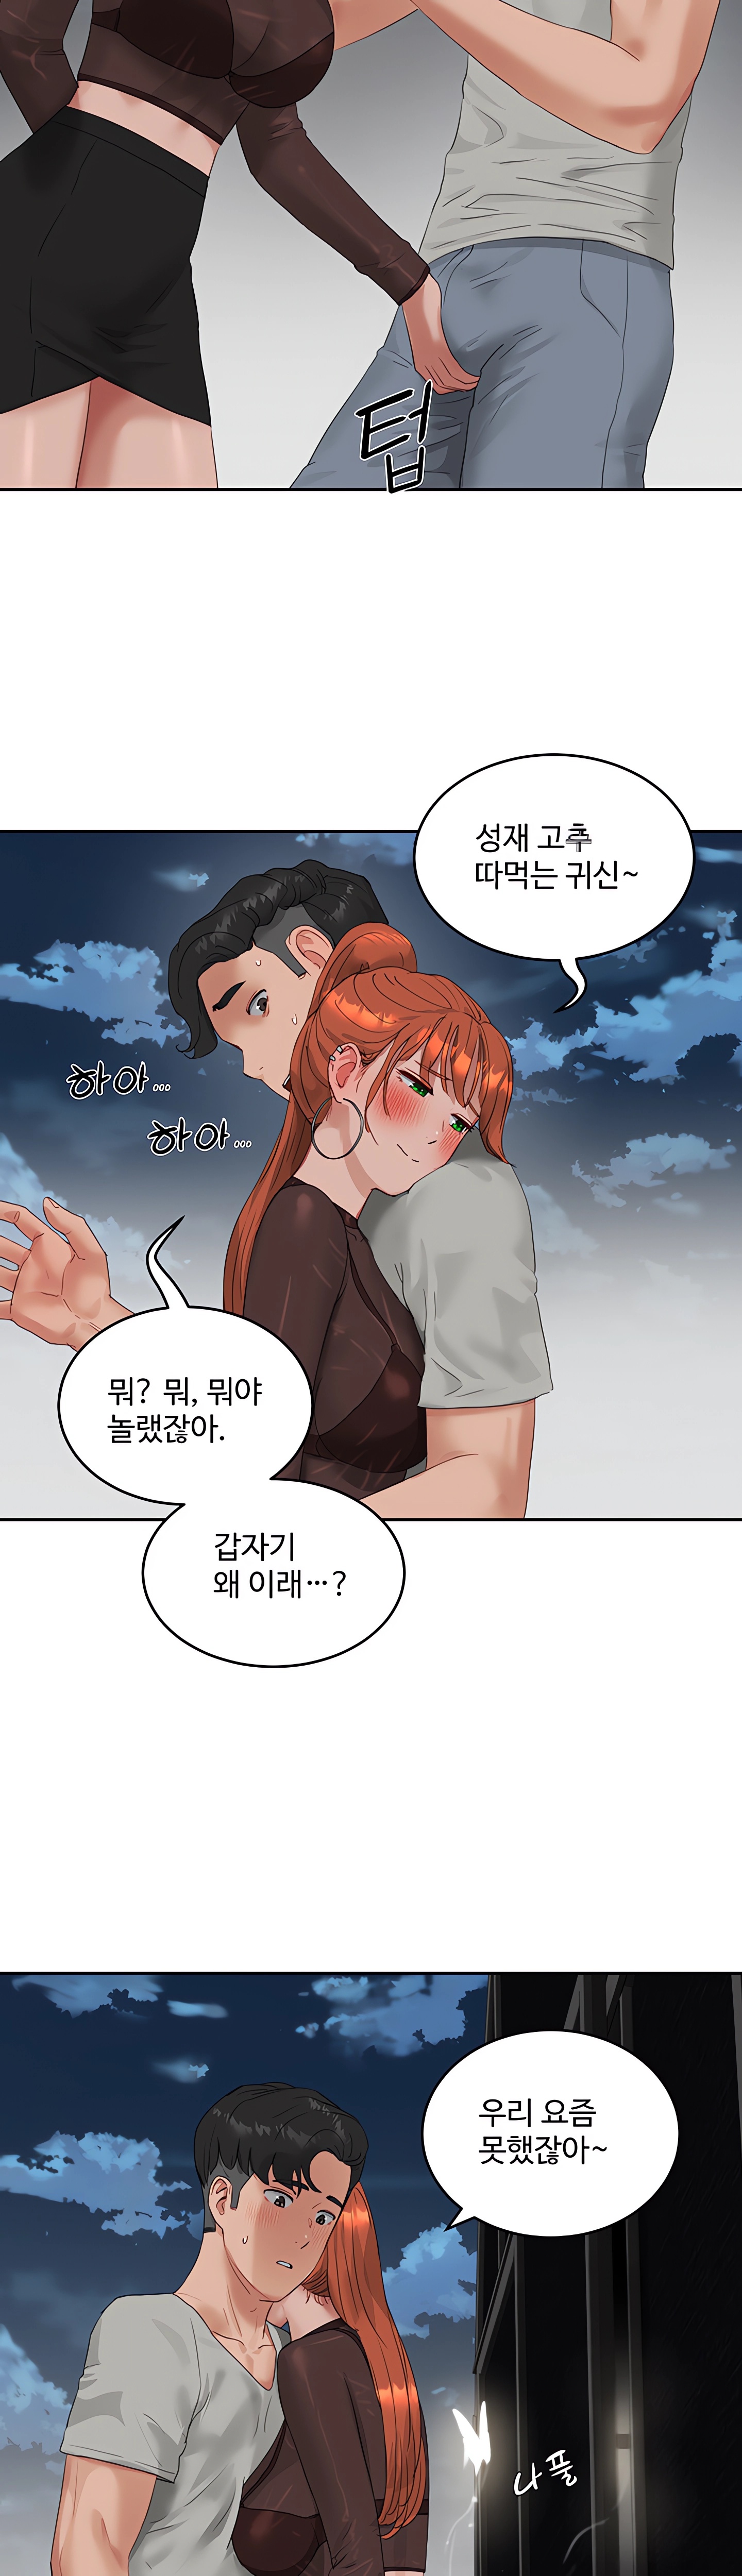 텁
성재 고추
따먹는 귀신~
하아...
하아...
뭐? 뭐, 뭐야
놀랬잖아.
갑자기
왜 이래…?
우리 요즘
못했잖아~
나풀